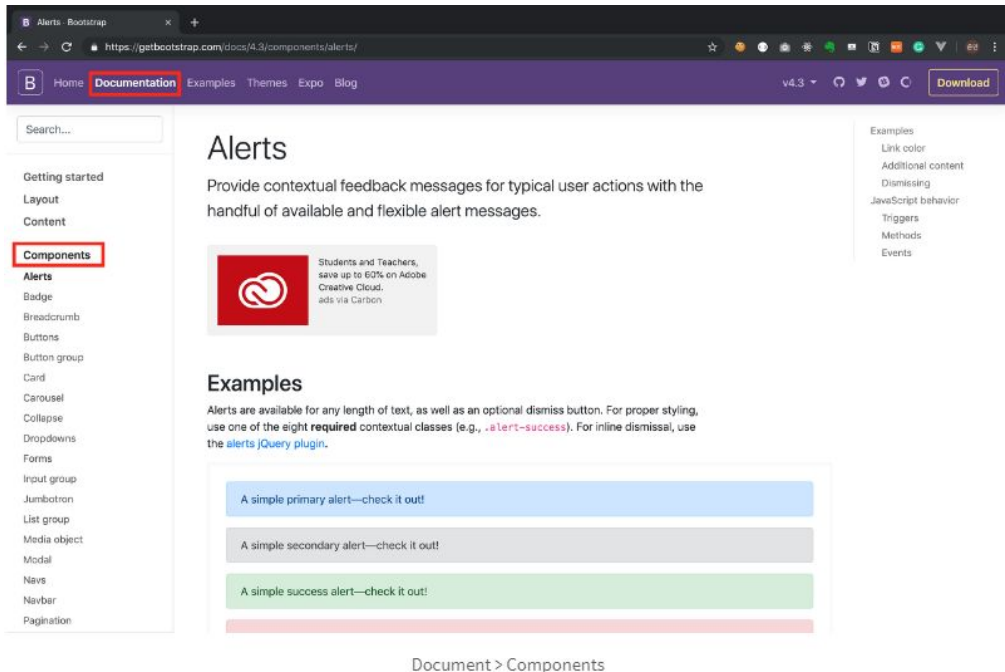 B Alerts · Bootstrap × +
https://getbootstrap.com/docs/4.3/components/alerts/
B Home Documentation Examples Themes Expo Blog v4.3 Download
Search...
Getting started
Layout
Content
Components
Alerts
Badge
Breadcrumb
Buttons
Button group
Card
Carousel
Collapse
Dropdowns
Forms
Input group
Jumbotron
List group
Media object
Modal
Navs
Navbar
Pagination
Alerts
Provide contextual feedback messages for typical user actions with the
handful of available and flexible alert messages.
Students and Teachers,
save up to 60% on Adobe
Creative Cloud.
ads via Carbon
Examples
Alerts are available for any length of text, as well as an optional dismiss button. For proper styling,
use one of the eight required contextual classes (e.g., .alert-success). For inline dismissal, use
the alerts jQuery plugin.
A simple primary alert—check it out!
A simple secondary alert—check it out!
A simple success alert—check it out!
Examples
Link color
Additional content
Dismissing
JavaScript behavior
Triggers
Methods
Events
Document > Components